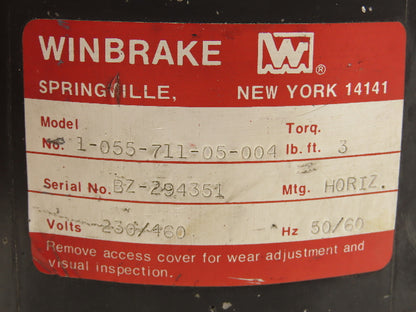 WINBRAKE W ®
SPRINGVILLE, NEW YORK 14141
Model Torq.
No. 1-055-711-05-004 lb. ft. 3
Serial No. BZ-294351 Mtg. HORIZ.
Volts 230/460 Hz 50/60
Remove access cover for wear adjustment and
visual inspection.